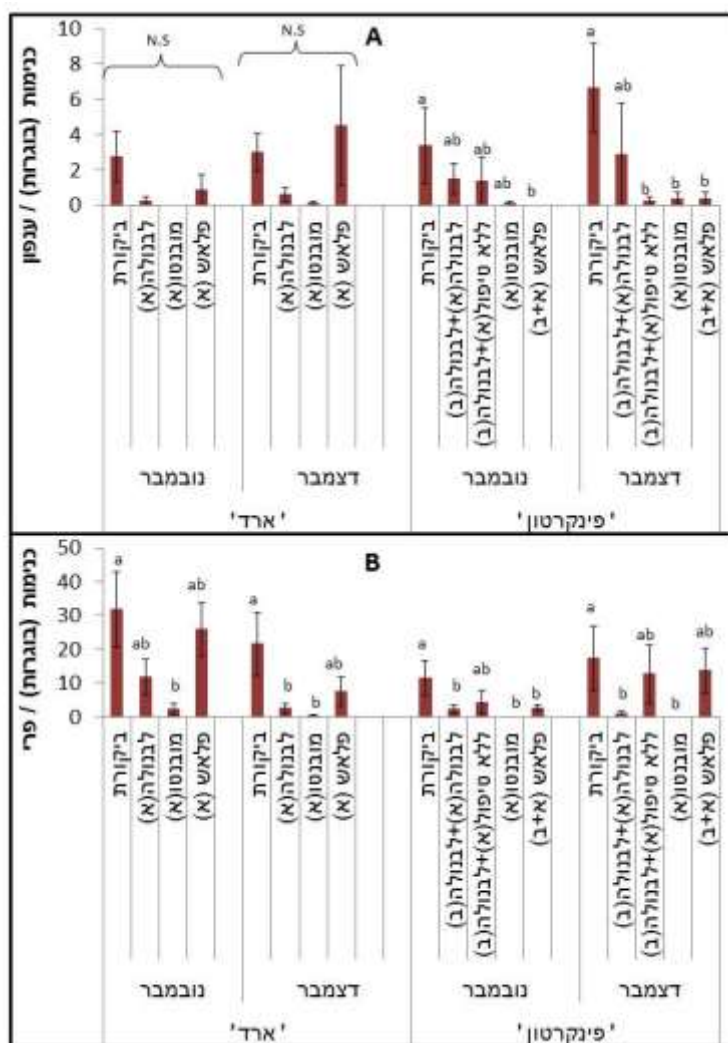 A
כנימות (בוגרות) / ענפון
10
8
6
4
2
0
N.S
N.S
a
ab
ab
ab
b
a
ab
b
b
b
ביקורת
לבנולה(א)
מובנטו(א)
פלאש (א)
ביקורת
לבנולה(א)
מובנטו(א)
פלאש (א)
ביקורת
לבנולה(א)+לבנולה(ב)
ללא טיפול(א)+לבנולה(ב)
מובנטו(א)
פלאש (א+ב)
ביקורת
לבנולה(א)+לבנולה(ב)
ללא טיפול(א)+לבנולה(ב)
מובנטו(א)
פלאש (א+ב)
נובמבר
דצמבר
נובמבר
דצמבר
'ארד'
'פינקרטון'
B
כנימות (בוגרות) / פרי
50
40
30
20
10
0
a
ab
b
ab
a
b
b
ab
a
b
ab
b
b
a
b
ab
b
ab
ביקורת
לבנולה(א)
מובנטו(א)
פלאש (א)
ביקורת
לבנולה(א)
מובנטו(א)
פלאש (א)
ביקורת
לבנולה(א)+לבנולה(ב)
ללא טיפול(א)+לבנולה(ב)
מובנטו(א)
פלאש (א+ב)
ביקורת
לבנולה(א)+לבנולה(ב)
ללא טיפול(א)+לבנולה(ב)
מובנטו(א)
פלאש (א+ב)
נובמבר
דצמבר
נובמבר
דצמבר
'ארד'
'פינקרטון'